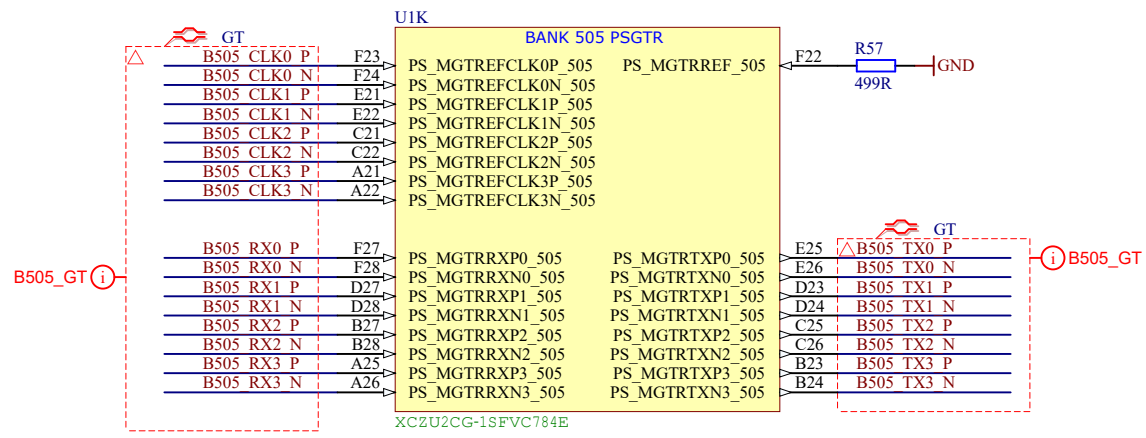 U1K
GT
BANK 505 PSGTR
B505_CLK0_P F23 PS_MGTREFCLK0P_505 PS_MGTRREF_505 F22 R57 499R GND
B505_CLK0_N F24 PS_MGTREFCLK0N_505
B505_CLK1_P E21 PS_MGTREFCLK1P_505
B505_CLK1_N E22 PS_MGTREFCLK1N_505
B505_CLK2_P C21 PS_MGTREFCLK2P_505
B505_CLK2_N C22 PS_MGTREFCLK2N_505
B505_CLK3_P A21 PS_MGTREFCLK3P_505
B505_CLK3_N A22 PS_MGTREFCLK3N_505
GT
B505_RX0_P F27 PS_MGTRRXP0_505 PS_MGTRTXP0_505 E25 B505_TX0_P
B505_RX0_N F28 PS_MGTRRXN0_505 PS_MGTRTXN0_505 E26 B505_TX0_N
B505_GT i i B505_GT
B505_RX1_P D27 PS_MGTRRXP1_505 PS_MGTRTXP1_505 D23 B505_TX1_P
B505_RX1_N D28 PS_MGTRRXN1_505 PS_MGTRTXN1_505 D24 B505_TX1_N
B505_RX2_P B27 PS_MGTRRXP2_505 PS_MGTRTXP2_505 C25 B505_TX2_P
B505_RX2_N B28 PS_MGTRRXN2_505 PS_MGTRTXN2_505 C26 B505_TX2_N
B505_RX3_P A25 PS_MGTRRXP3_505 PS_MGTRTXP3_505 B23 B505_TX3_P
B505_RX3_N A26 PS_MGTRRXN3_505 PS_MGTRTXN3_505 B24 B505_TX3_N
XCZU2CG-1SFVC784E